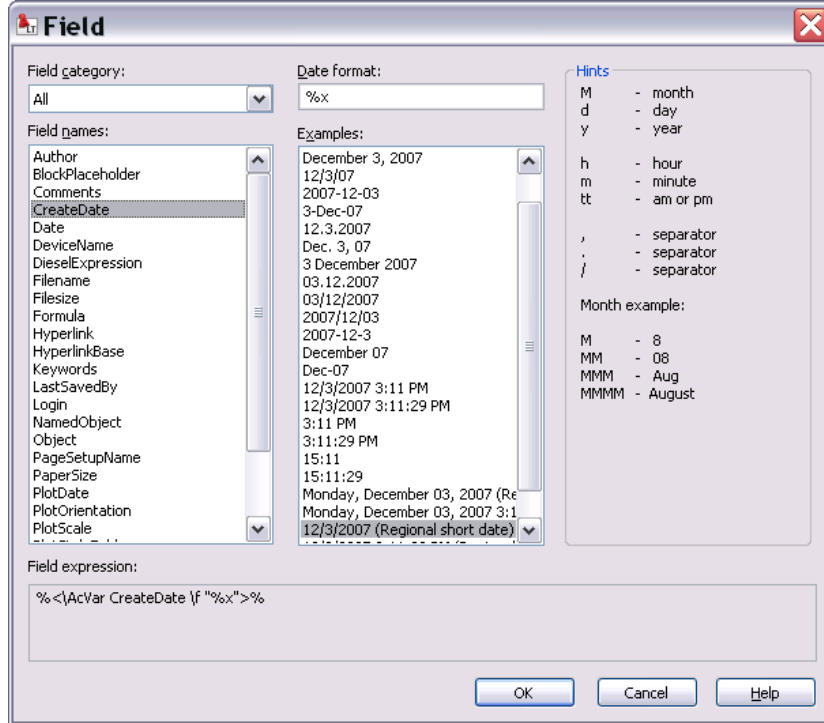 LT Field
Field category:
All
Field names:
Author
BlockPlaceholder
Comments
CreateDate
Date
DeviceName
DieselExpression
Filename
Filesize
Formula
Hyperlink
HyperlinkBase
Keywords
LastSavedBy
Login
NamedObject
Object
PageSetupName
PaperSize
PlotDate
PlotOrientation
PlotScale
Date format:
%x
Examples:
December 3, 2007
12/3/07
2007-12-03
3-Dec-07
12.3.2007
Dec. 3, 07
3 December 2007
03.12.2007
03/12/2007
2007/12/03
2007-12-3
December 07
Dec-07
12/3/2007 3:11 PM
12/3/2007 3:11:29 PM
3:11 PM
3:11:29 PM
15:11
15:11:29
Monday, December 03, 2007 (Re
Monday, December 03, 2007 3:1
12/3/2007 (Regional short date)
Hints
M - month
d - day
y - year
h - hour
m - minute
tt - am or pm
, - separator
. - separator
/ - separator
Month example:
M - 8
MM - 08
MMM - Aug
MMMM - August
Field expression:
%<\AcVar CreateDate \f "%x">%
OK Cancel Help